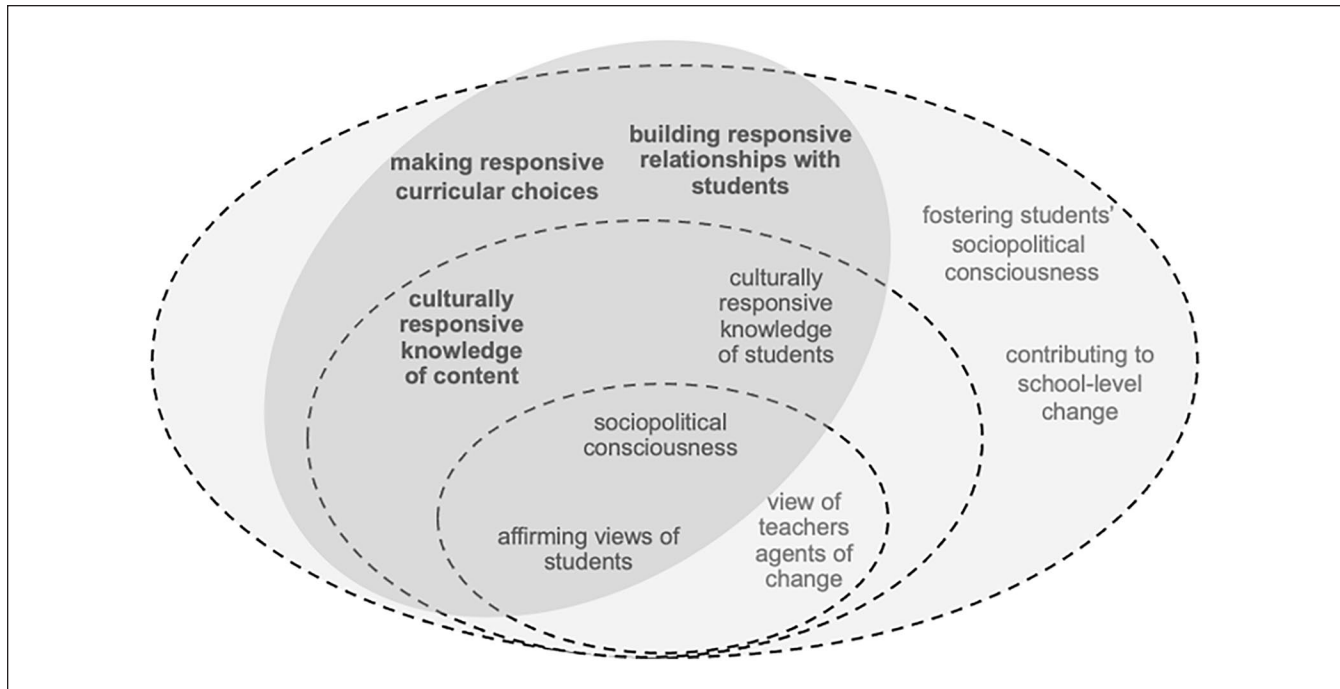 making responsive
curricular choices
building responsive
relationships with
students
fostering students'
sociopolitical
consciousness
culturally
responsive
knowledge
of content
culturally
responsive
knowledge
of students
contributing to
school-level
change
sociopolitical
consciousness
affirming views of
students
view of
teachers
agents of
change